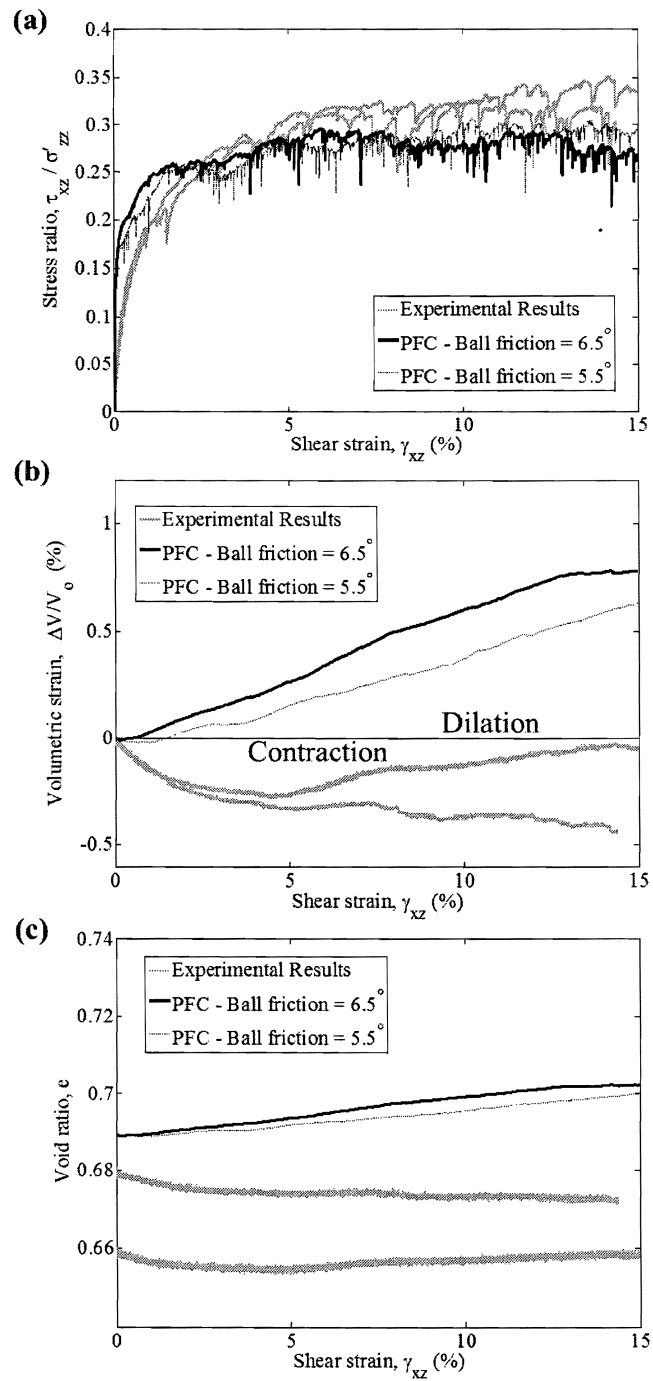 (a)
0.4
0.35
0.3
0.25
0.2
0.15
0.1
0.05
0
Stress ratio, τxz / σ'zz
Experimental Results
PFC - Ball friction = 6.5°
PFC - Ball friction = 5.5°
0 5 10 15
Shear strain, γxz (%)
(b)
1
0.5
0
-0.5
Volumetric strain, ΔV/Vo (%)
Experimental Results
PFC - Ball friction = 6.5°
PFC - Ball friction = 5.5°
Dilation
Contraction
0 5 10 15
Shear strain, γxz (%)
(c)
0.74
0.72
0.7
0.68
0.66
Void ratio, e
Experimental Results
PFC - Ball friction = 6.5°
PFC - Ball friction = 5.5°
0 5 10 15
Shear strain, γxz (%)